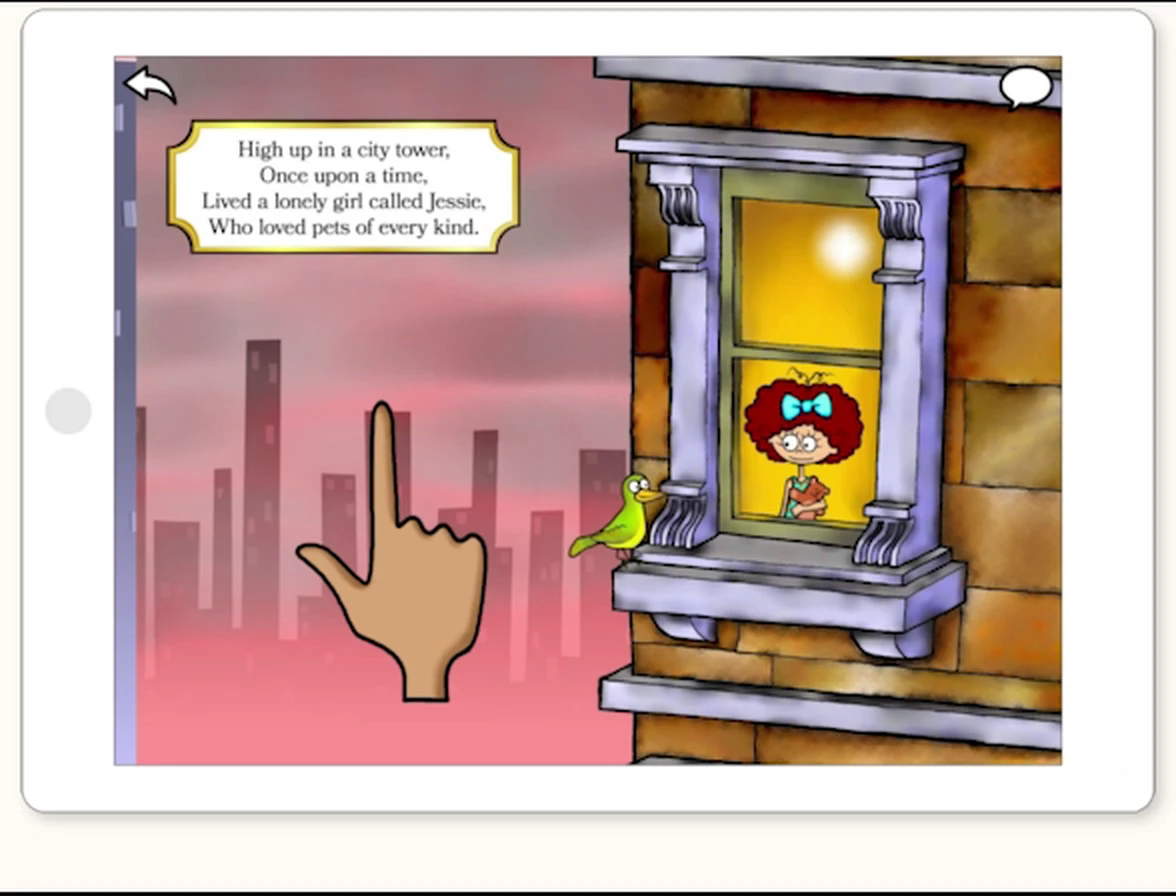 High up in a city tower,
Once upon a time,
Lived a lonely girl called Jessie,
Who loved pets of every kind.